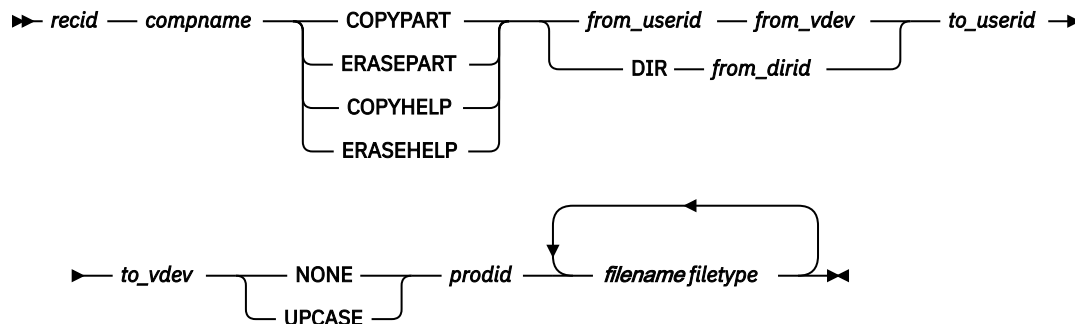 recid compname COPYPART from_userid from_vdev to_userid
ERASEPART DIR from_dirid
COPYHELP
ERASEHELP
to_vdev NONE prodid filename filetype
UPCASE